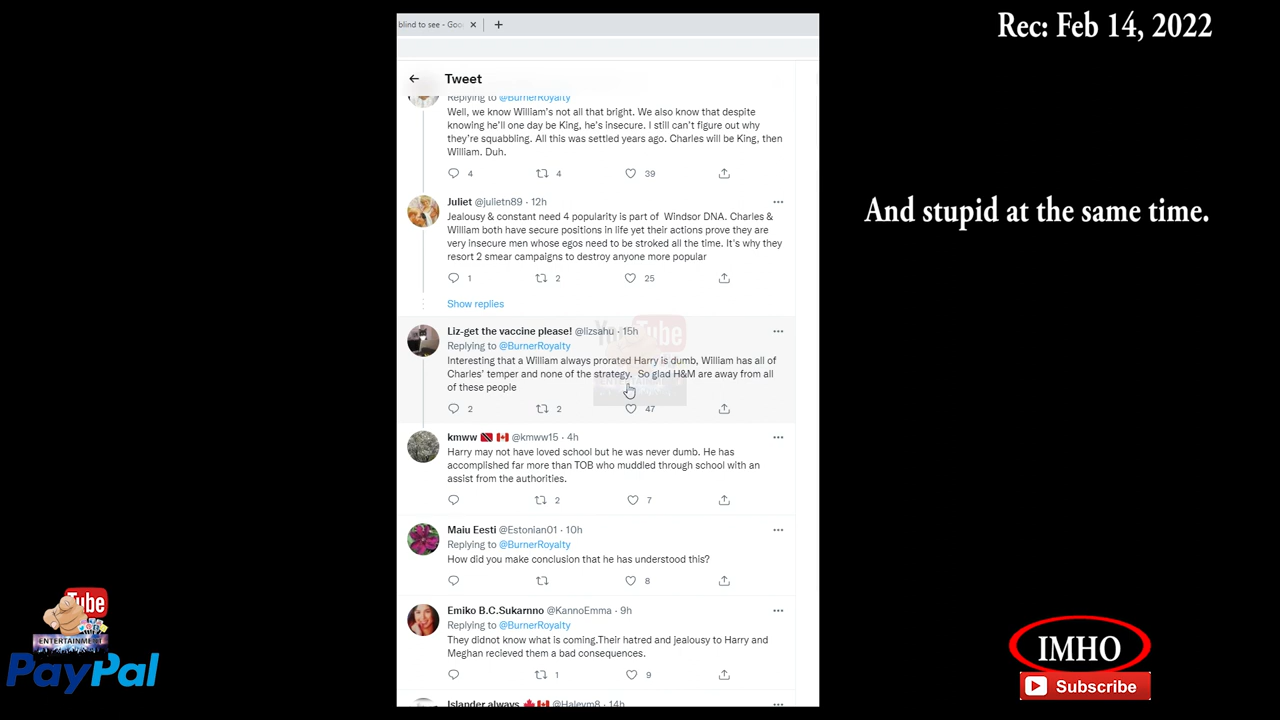 Rec: Feb 14, 2022
blind to see - Goo
Tweet
Replying to @BurnerRoyalty
Well, we know William's not all that bright. We also know that despite
knowing he'll one day be King, he's insecure. I still can't figure out why
they're squabbling. All this was settled years ago. Charles will be King, then
William. Duh.
4 4 39
And stupid at the same time.
Juliet @julietn89 · 12h
Jealousy & constant need 4 popularity is part of Windsor DNA. Charles &
William both have secure positions in life yet their actions prove they are
very insecure men whose egos need to be stroked all the time. It's why they
resort 2 smear campaigns to destroy anyone more popular
1 2 25
Show replies
Liz-get the vaccine please! @lizsahu · 15h
Replying to @BurnerRoyalty
Interesting that a William always prorated Harry is dumb, William has all of
Charles' temper and none of the strategy. So glad H&M are away from all
of these people
2 2 47
kmww @kmww15 · 4h
Harry may not have loved school but he was never dumb. He has
accomplished far more than TOB who muddled through school with an
assist from the authorities.
2 7
Maiu Eesti @Estonian01 · 10h
Replying to @BurnerRoyalty
How did you make conclusion that he has understood this?
8
Emiko B.C.Sukarnno @KannoEmma · 9h
Replying to @BurnerRoyalty
They didnot know what is coming.Their hatred and jealousy to Harry and
Meghan recieved them a bad consequences.
1 9
Islander always @Haleym8 · 14h
Tube
ENTERTAINMENT
PayPal
IMHO
Subscribe